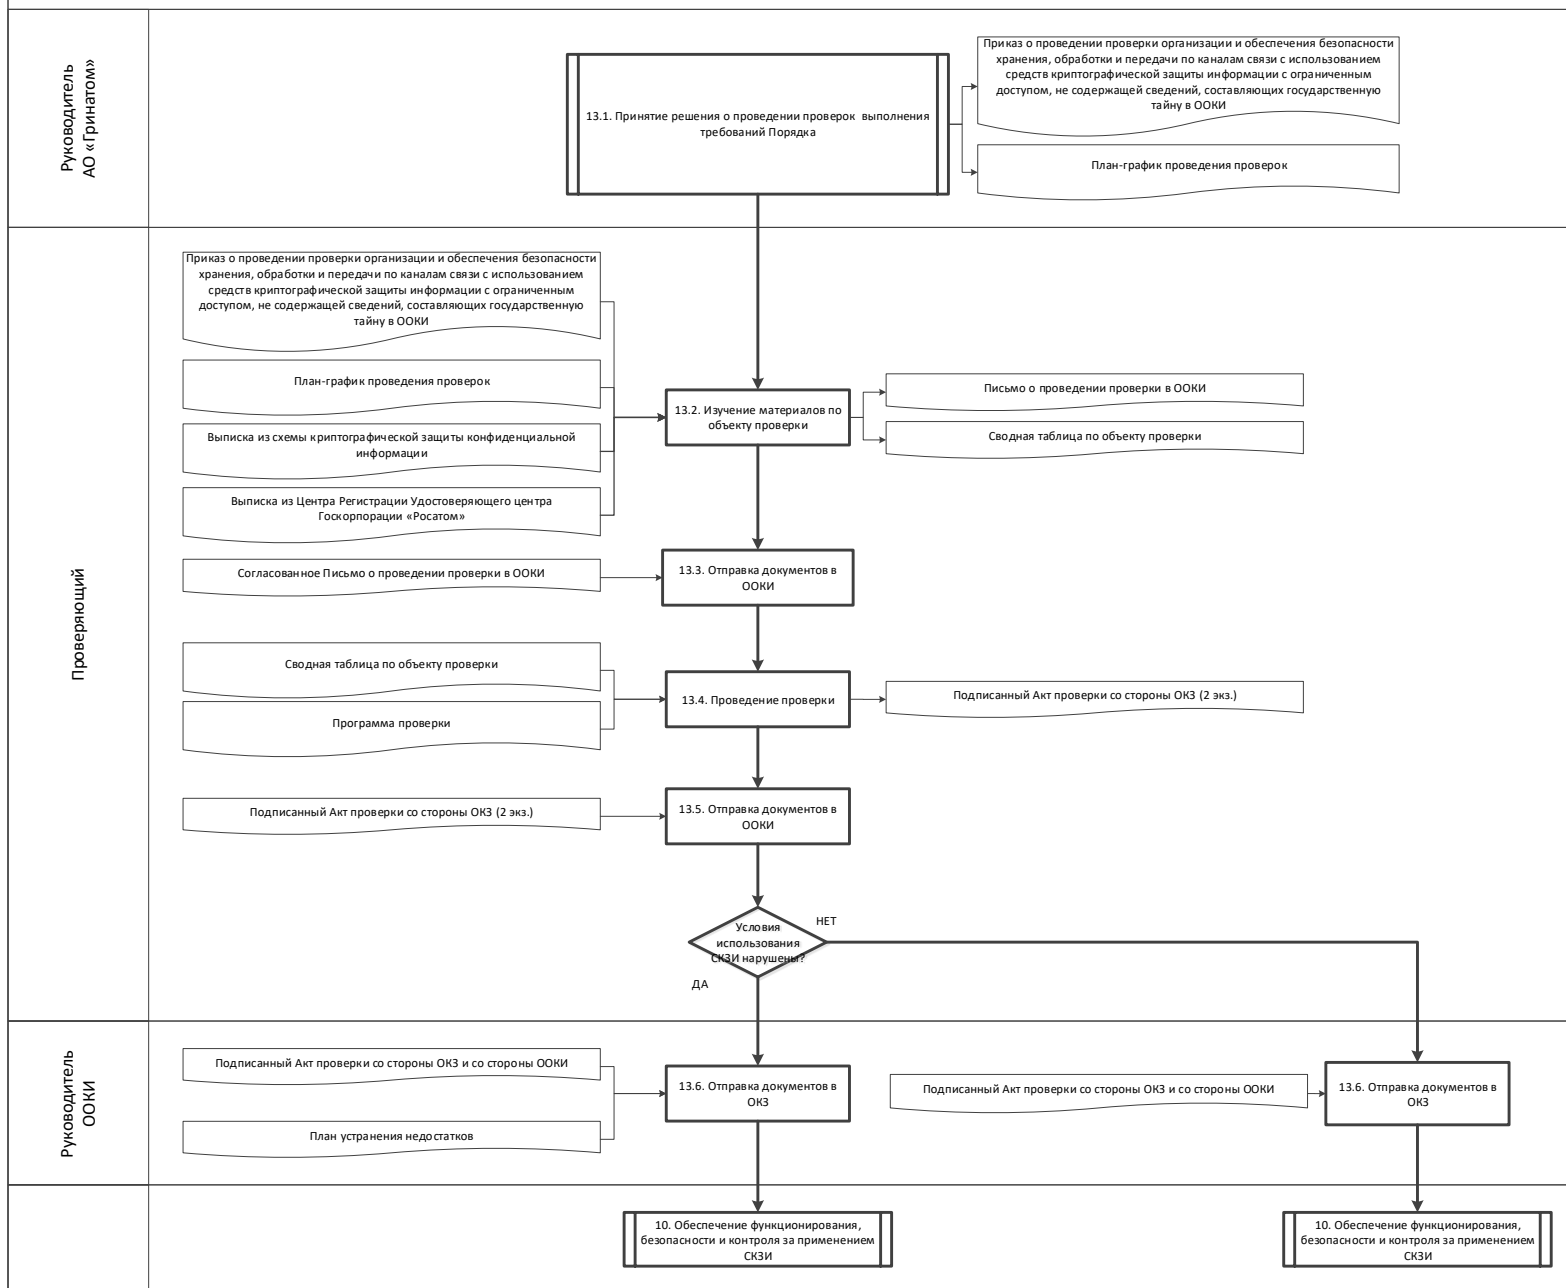 Руководитель
АО «Гринатом»
13.1. Принятие решения о проведении проверок выполнения
требований Порядка
Приказ о проведении проверки организации и обеспечения безопасности
хранения, обработки и передачи по каналам связи с использованием
средств криптографической защиты информации с ограниченным
доступом, не содержащей сведений, составляющих государственную
тайну в ООКИ
План-график проведения проверок
Проверяющий
Приказ о проведении проверки организации и обеспечения безопасности
хранения, обработки и передачи по каналам связи с использованием
средств криптографической защиты информации с ограниченным
доступом, не содержащей сведений, составляющих государственную
тайну в ООКИ
План-график проведения проверок
Выписка из схемы криптографической защиты конфиденциальной
информации
Выписка из Центра Регистрации Удостоверяющего центра
Госкорпорации «Росатом»
13.2. Изучение материалов по
объекту проверки
Письмо о проведении проверки в ООКИ
Сводная таблица по объекту проверки
Согласованное Письмо о проведении проверки в ООКИ
13.3. Отправка документов в
ООКИ
Сводная таблица по объекту проверки
Программа проверки
13.4. Проведение проверки
Подписанный Акт проверки со стороны ОКЗ (2 экз.)
Подписанный Акт проверки со стороны ОКЗ (2 экз.)
13.5. Отправка документов в
ООКИ
Условия
использования
СКЗИ нарушены?
НЕТ
ДА
Руководитель
ООКИ
Подписанный Акт проверки со стороны ОКЗ и со стороны ООКИ
План устранения недостатков
13.6. Отправка документов в
ОКЗ
Подписанный Акт проверки со стороны ОКЗ и со стороны ООКИ
13.6. Отправка документов в
ОКЗ
10. Обеспечение функционирования,
безопасности и контроля за применением
СКЗИ
10. Обеспечение функционирования,
безопасности и контроля за применением
СКЗИ